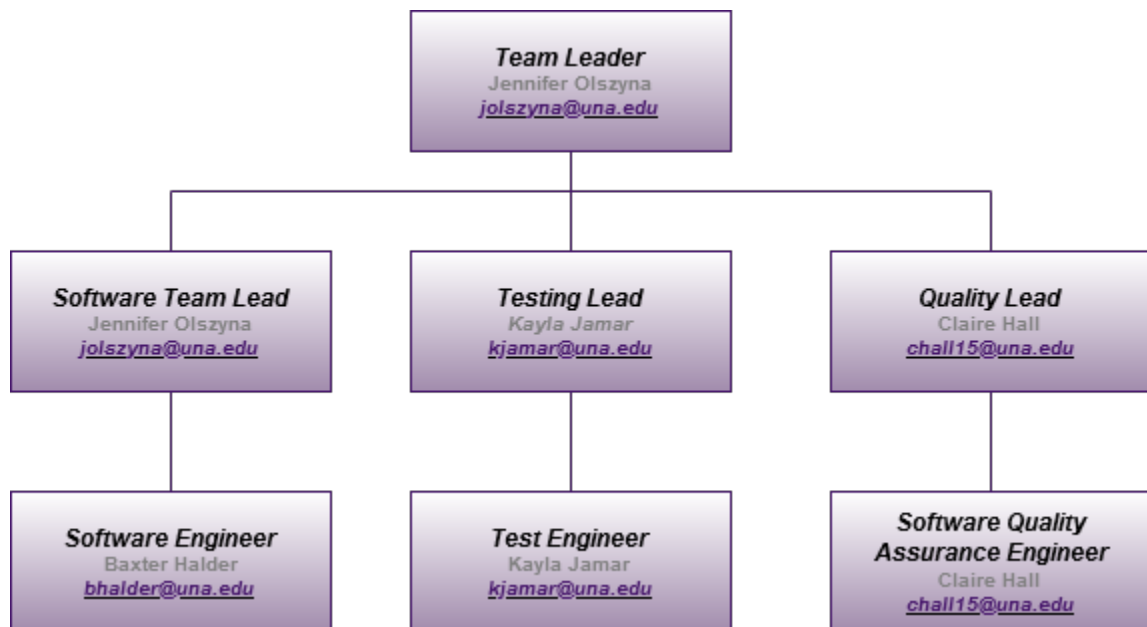 Team Leader
Jennifer Olszyna
jolszyna@una.edu
Software Team Lead
Jennifer Olszyna
jolszyna@una.edu
Testing Lead
Kayla Jamar
kjamar@una.edu
Quality Lead
Claire Hall
chall15@una.edu
Software Engineer
Baxter Halder
bhalder@una.edu
Test Engineer
Kayla Jamar
kjamar@una.edu
Software Quality
Assurance Engineer
Claire Hall
chall15@una.edu